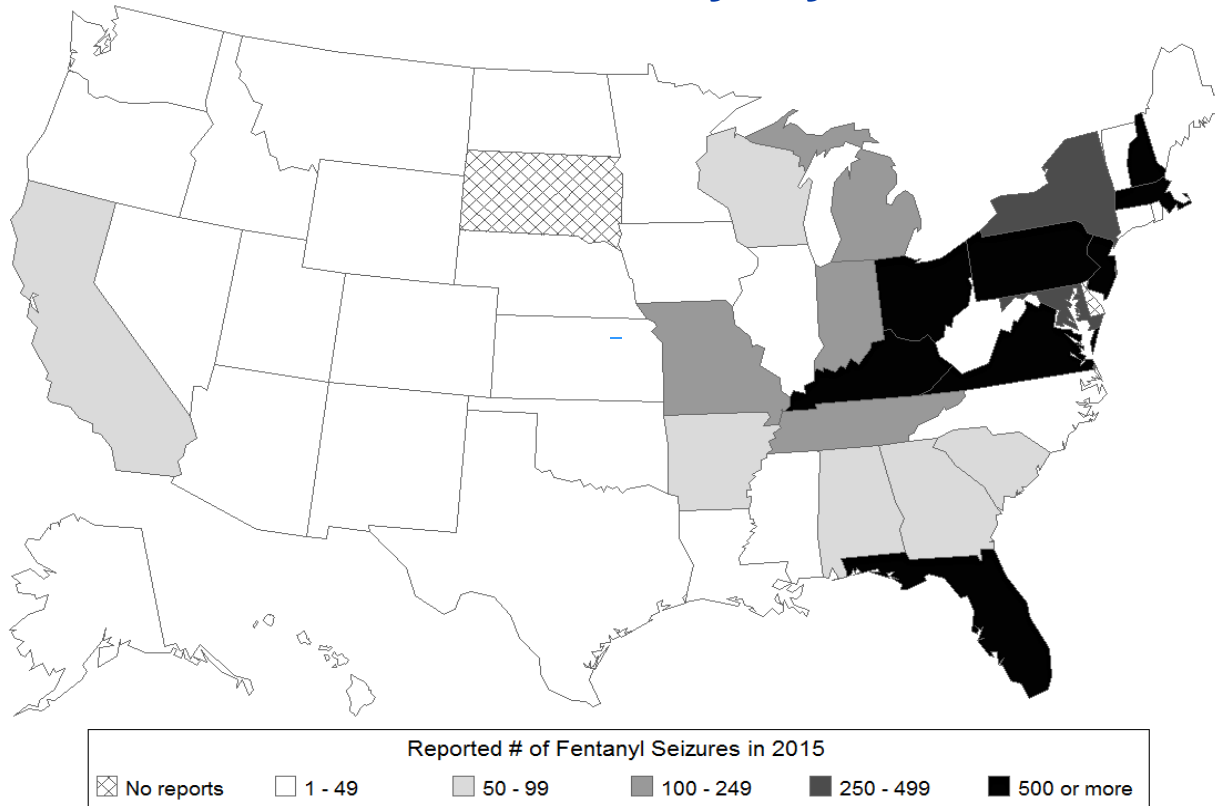 Reported # of Fentanyl Seizures in 2015
No reports 1 - 49 50 - 99 100 - 249 250 - 499 500 or more